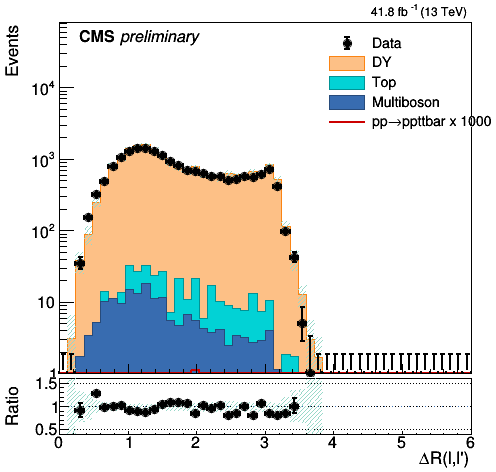 41.8 fb⁻¹ (13 TeV)
CMS preliminary
Events
Data
DY
Top
Multiboson
pp→ppttbar x 1000
10⁴
10³
10²
10
1
Ratio
1.5
1
0.5
0 1 2 3 4 5 6
ΔR(l,l')